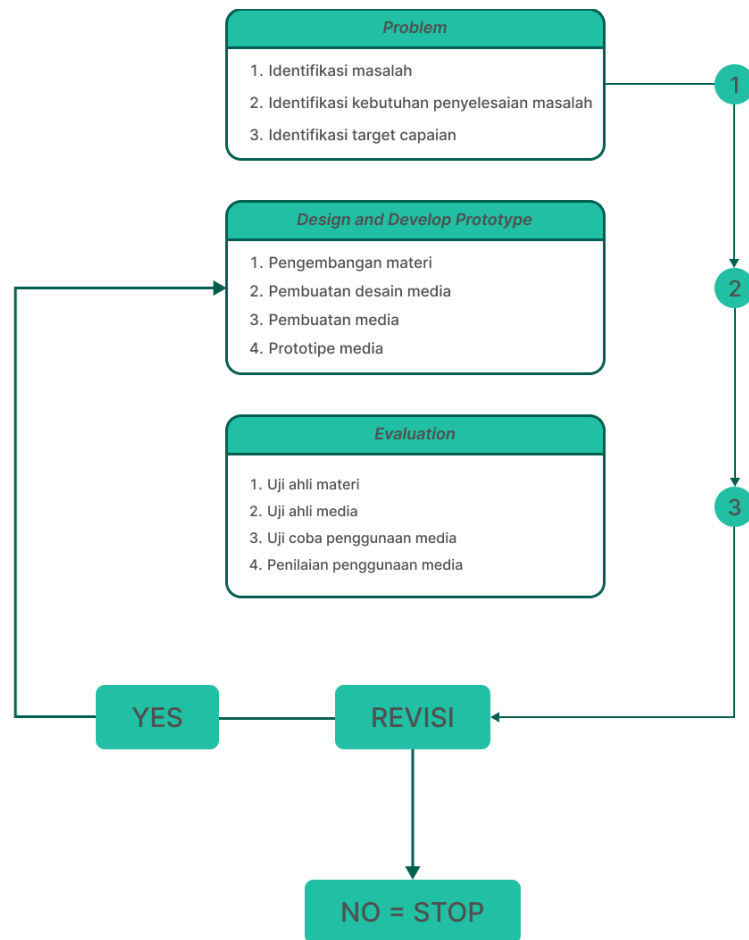 Problem
1. Identifikasi masalah
2. Identifikasi kebutuhan penyelesaian masalah
3. Identifikasi target capaian
1
Design and Develop Prototype
1. Pengembangan materi
2. Pembuatan desain media
3. Pembuatan media
4. Prototipe media
2
Evaluation
1. Uji ahli materi
2. Uji ahli media
3. Uji coba penggunaan media
4. Penilaian penggunaan media
3
YES
REVISI
NO = STOP